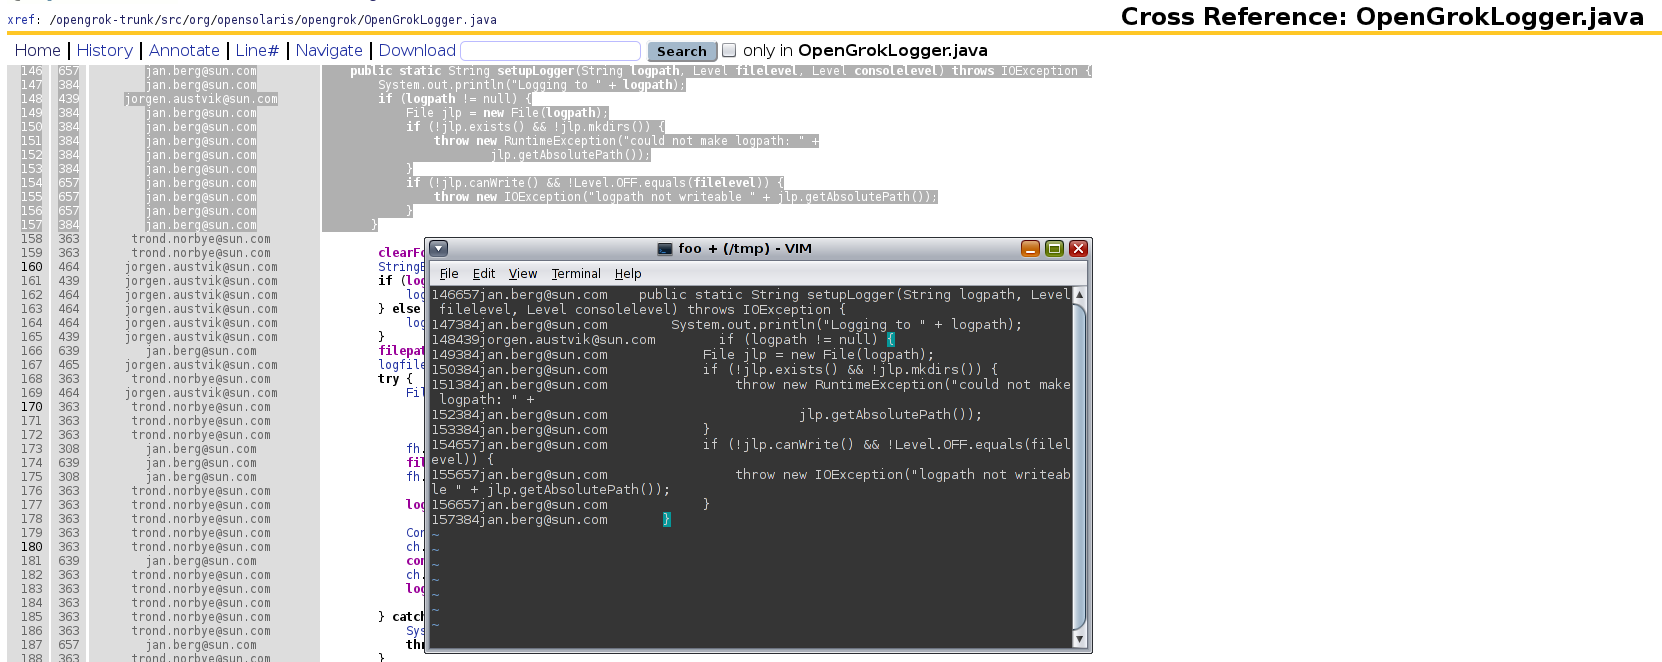 xref: /opengrok-trunk/src/org/opensolaris/opengrok/OpenGrokLogger.java
Cross Reference: OpenGrokLogger.java
Home | History | Annotate | Line# | Navigate | Download Search only in OpenGrokLogger.java
146 657 jan.berg@sun.com public static String setupLogger(String logpath, Level filelevel, Level consolelevel) throws IOException {
147 384 jan.berg@sun.com System.out.println("Logging to " + logpath);
148 439 jorgen.austvik@sun.com if (logpath != null) {
149 384 jan.berg@sun.com File jlp = new File(logpath);
150 384 jan.berg@sun.com if (!jlp.exists() && !jlp.mkdirs()) {
151 384 jan.berg@sun.com throw new RuntimeException("could not make logpath: " +
152 384 jan.berg@sun.com jlp.getAbsolutePath());
153 384 jan.berg@sun.com }
154 657 jan.berg@sun.com if (!jlp.canWrite() && !Level.OFF.equals(filelevel)) {
155 657 jan.berg@sun.com throw new IOException("logpath not writeable " + jlp.getAbsolutePath());
156 657 jan.berg@sun.com }
157 384 jan.berg@sun.com }
158 363 trond.norbye@sun.com
159 363 trond.norbye@sun.com clearFo
160 464 jorgen.austvik@sun.com StringB
161 439 jorgen.austvik@sun.com if (log
162 464 jorgen.austvik@sun.com log
163 464 jorgen.austvik@sun.com } else
164 464 jorgen.austvik@sun.com log
165 439 jorgen.austvik@sun.com }
166 639 jan.berg@sun.com filepat
167 465 jorgen.austvik@sun.com logfile
168 363 trond.norbye@sun.com try {
169 464 jorgen.austvik@sun.com Fil
170 363 trond.norbye@sun.com
171 363 trond.norbye@sun.com
172 363 trond.norbye@sun.com
173 308 jan.berg@sun.com fh.
174 639 jan.berg@sun.com fil
175 308 jan.berg@sun.com fh.
176 363 trond.norbye@sun.com
177 363 trond.norbye@sun.com log
178 363 trond.norbye@sun.com
179 363 trond.norbye@sun.com Con
180 363 trond.norbye@sun.com ch.
181 639 jan.berg@sun.com con
182 363 trond.norbye@sun.com ch.
183 363 trond.norbye@sun.com log
184 363 trond.norbye@sun.com
185 363 trond.norbye@sun.com } catch
186 363 trond.norbye@sun.com Sys
187 657 jan.berg@sun.com thr
188 363 trond.norbye@sun.com }
foo + (/tmp) - VIM
File Edit View Terminal Help
146657jan.berg@sun.com    public static String setupLogger(String logpath, Level
 filelevel, Level consolelevel) throws IOException {
147384jan.berg@sun.com        System.out.println("Logging to " + logpath);
148439jorgen.austvik@sun.com        if (logpath != null) {
149384jan.berg@sun.com            File jlp = new File(logpath);
150384jan.berg@sun.com            if (!jlp.exists() && !jlp.mkdirs()) {
151384jan.berg@sun.com                throw new RuntimeException("could not make
 logpath: " +
152384jan.berg@sun.com                        jlp.getAbsolutePath());
153384jan.berg@sun.com            }
154657jan.berg@sun.com            if (!jlp.canWrite() && !Level.OFF.equals(filel
evel)) {
155657jan.berg@sun.com                throw new IOException("logpath not writeab
le " + jlp.getAbsolutePath());
156657jan.berg@sun.com            }
157384jan.berg@sun.com       }
~
~
~
~
~
~
~